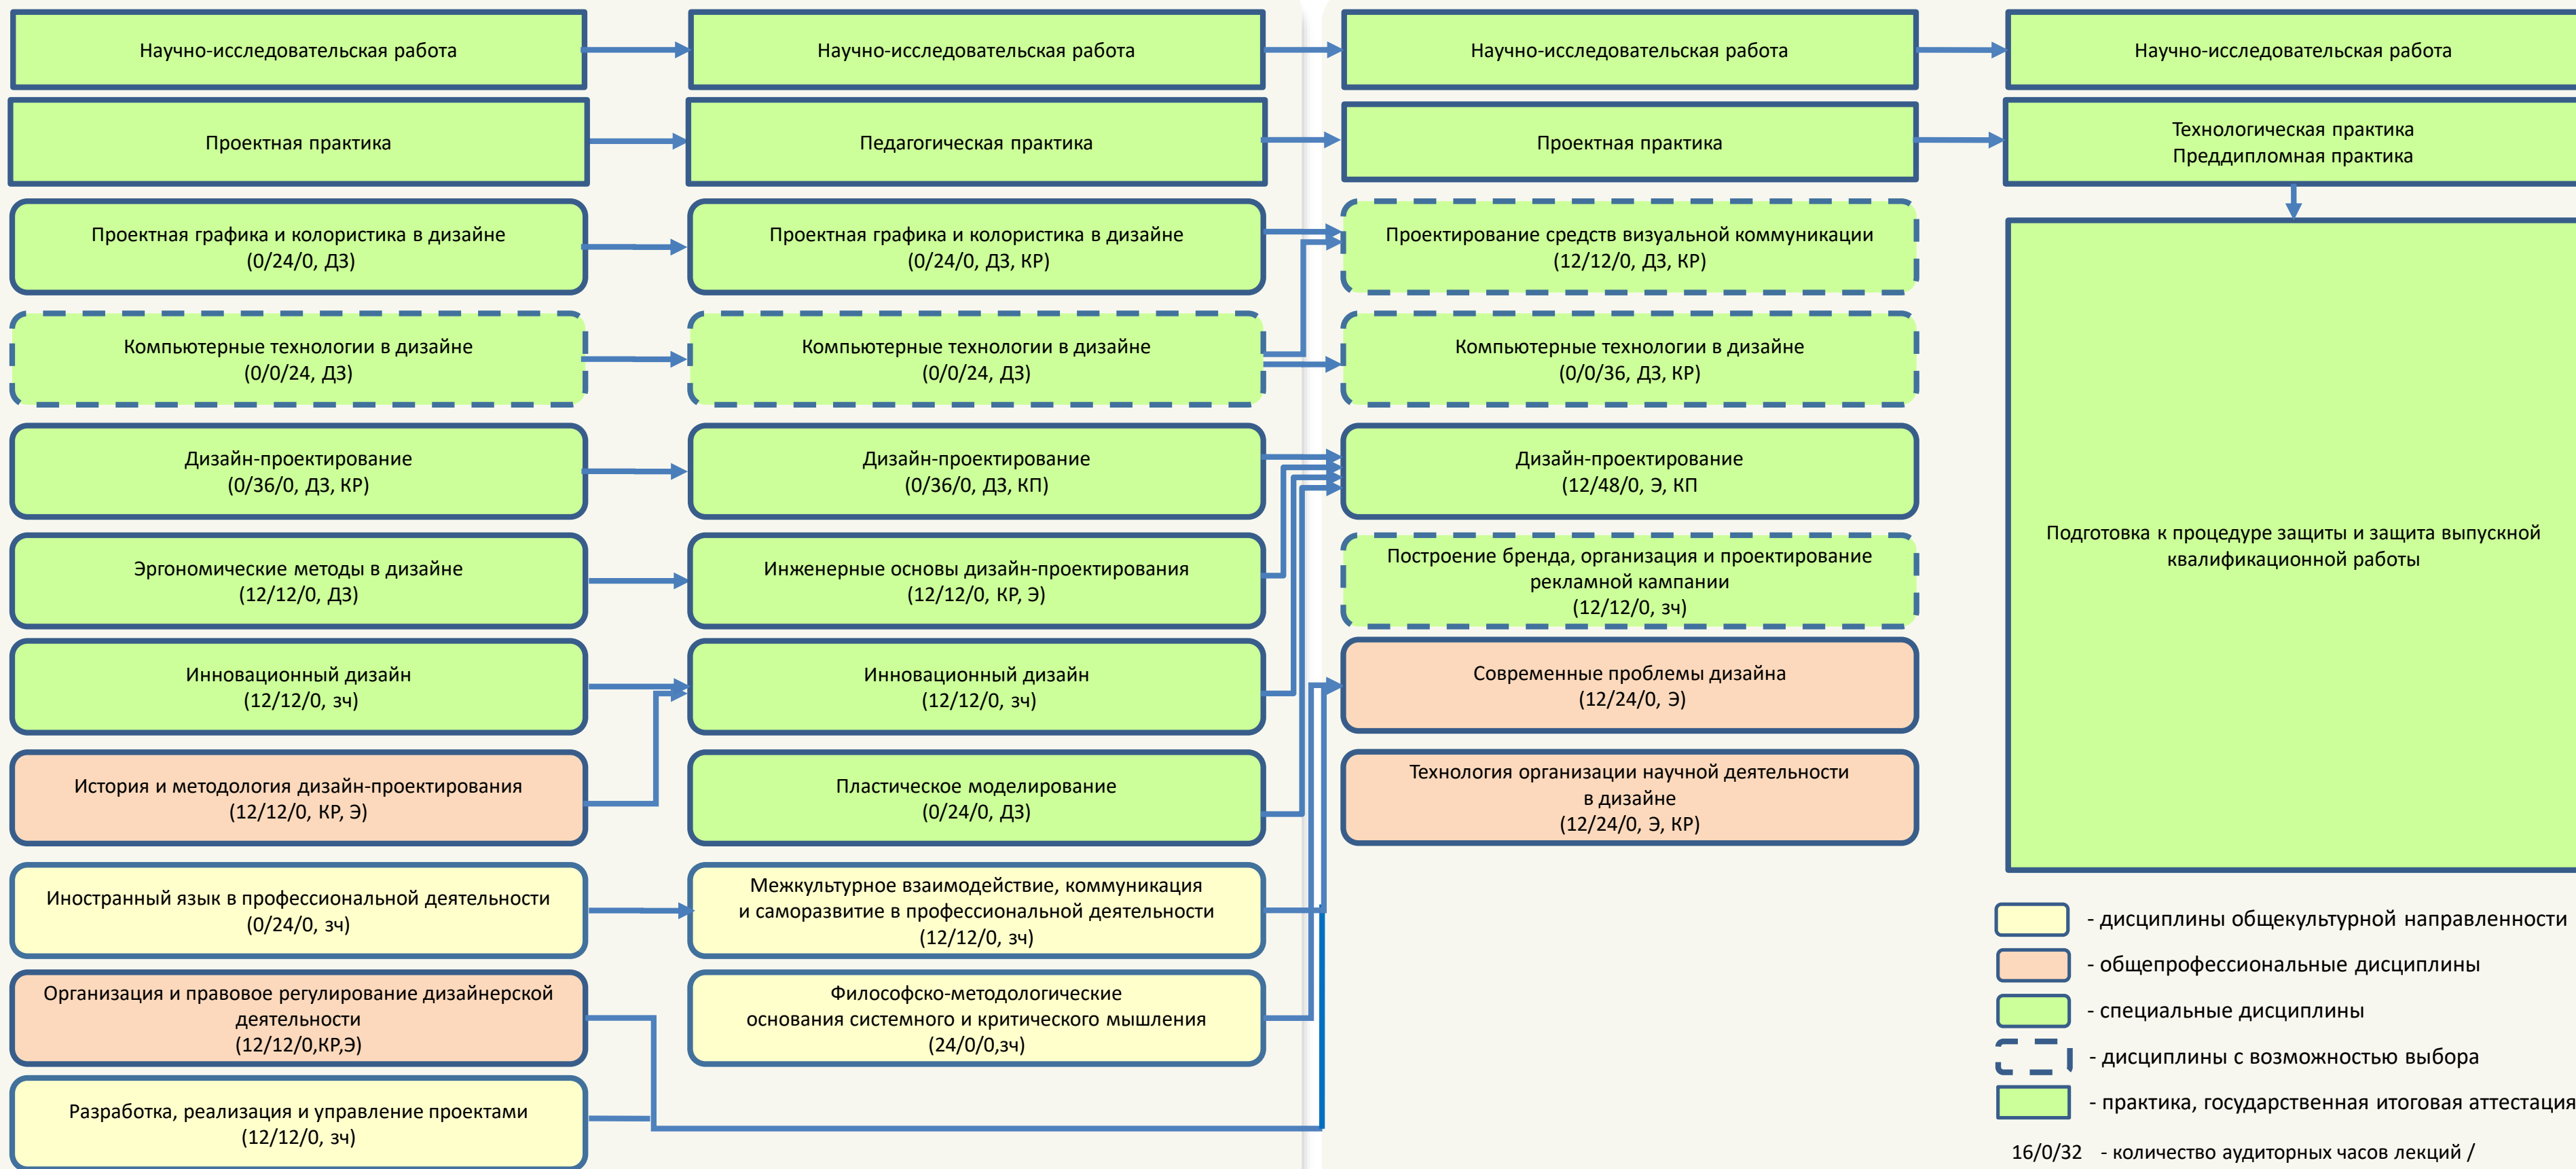 Научно-исследовательская работа
Научно-исследовательская работа
Научно-исследовательская работа
Научно-исследовательская работа
Проектная практика
Педагогическая практика
Проектная практика
Технологическая практика
Преддипломная практика
Проектная графика и колористика в дизайне
(0/24/0, ДЗ)
Проектная графика и колористика в дизайне
(0/24/0, ДЗ, КР)
Проектирование средств визуальной коммуникации
(12/12/0, ДЗ, КР)
Компьютерные технологии в дизайне
(0/0/24, ДЗ)
Компьютерные технологии в дизайне
(0/0/24, ДЗ)
Компьютерные технологии в дизайне
(0/0/36, ДЗ, КР)
Дизайн-проектирование
(0/36/0, ДЗ, КР)
Дизайн-проектирование
(0/36/0, ДЗ, КП)
Дизайн-проектирование
(12/48/0, Э, КП
Подготовка к процедуре защиты и защита выпускной
квалификационной работы
Эргономические методы в дизайне
(12/12/0, ДЗ)
Инженерные основы дизайн-проектирования
(12/12/0, КР, Э)
Построение бренда, организация и проектирование
рекламной кампании
(12/12/0, зч)
Инновационный дизайн
(12/12/0, зч)
Инновационный дизайн
(12/12/0, зч)
Современные проблемы дизайна
(12/24/0, Э)
История и методология дизайн-проектирования
(12/12/0, КР, Э)
Пластическое моделирование
(0/24/0, ДЗ)
Технология организации научной деятельности
в дизайне
(12/24/0, Э, КР)
Иностранный язык в профессиональной деятельности
(0/24/0, зч)
Межкультурное взаимодействие, коммуникация
и саморазвитие в профессиональной деятельности
(12/12/0, зч)
Организация и правовое регулирование дизайнерской
деятельности
(12/12/0,КР,Э)
Философско-методологические
основания системного и критического мышления
(24/0/0,зч)
Разработка, реализация и управление проектами
(12/12/0, зч)
- дисциплины общекультурной направленности
- общепрофессиональные дисциплины
- специальные дисциплины
- дисциплины с возможностью выбора
- практика, государственная итоговая аттестация
16/0/32 - количество аудиторных часов лекций /